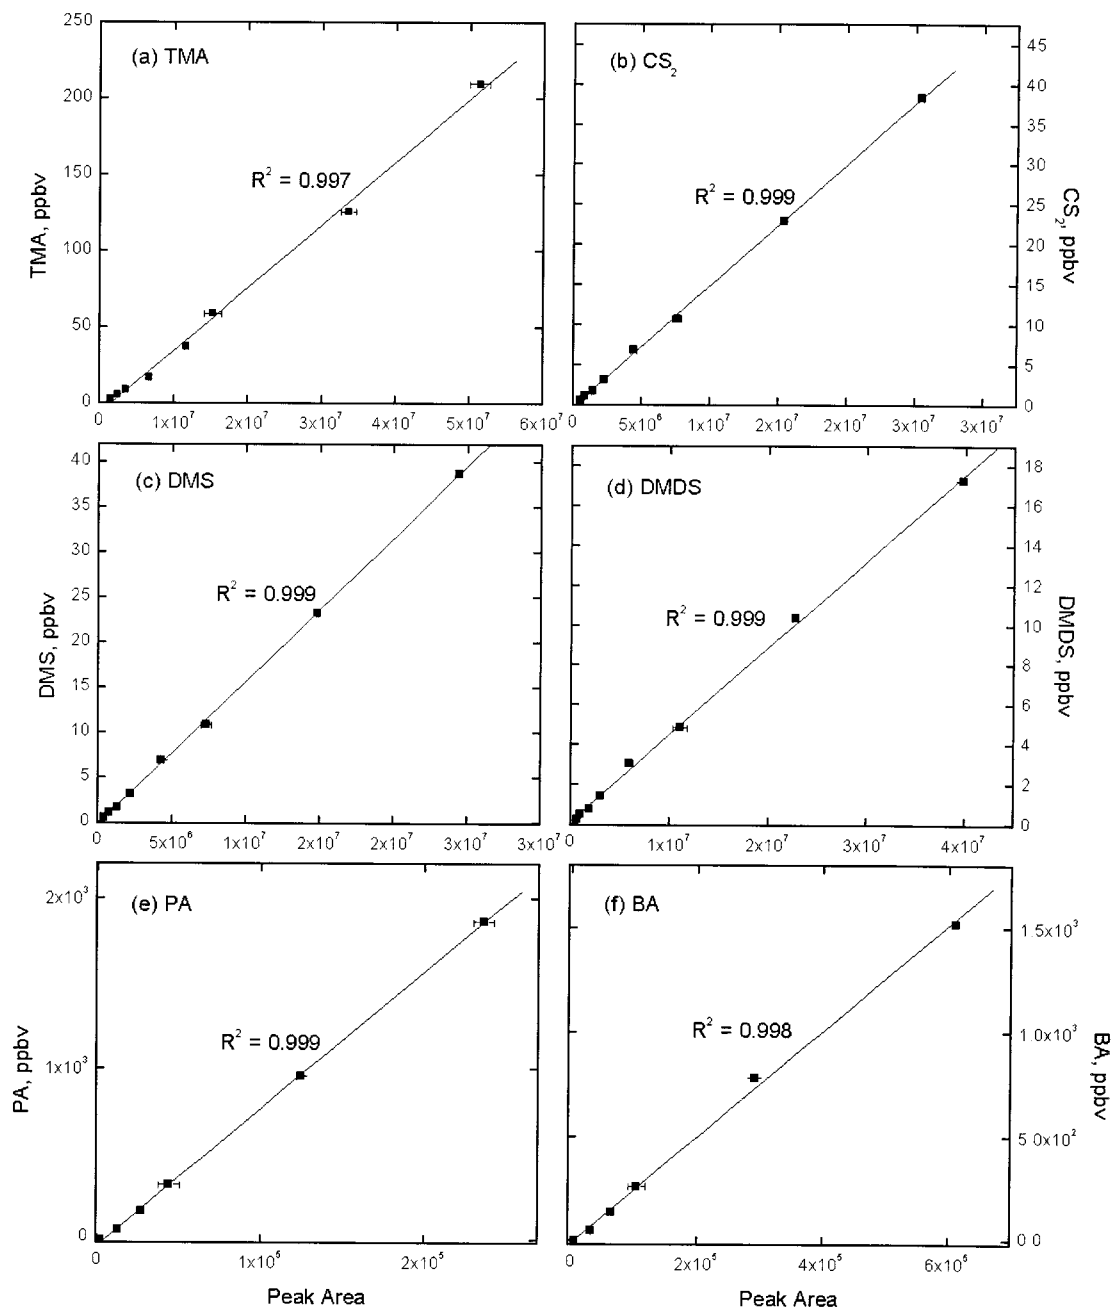 (a) TMA
R² = 0.997
TMA, ppbv
250
200
150
100
50
0
0
1x10⁷
2x10⁷
3x10⁷
4x10⁷
5x10⁷
6x10⁷
(b) CS₂
R² = 0.999
CS₂, ppbv
45
40
35
30
25
20
15
10
5
0
0
5x10⁶
1x10⁷
2x10⁷
2x10⁷
3x10⁷
3x10⁷
(c) DMS
R² = 0.999
DMS, ppbv
40
35
30
25
20
15
10
5
0
0
5x10⁶
1x10⁷
2x10⁷
2x10⁷
3x10⁷
3x10⁷
(d) DMDS
R² = 0.999
DMDS, ppbv
18
16
14
12
10
8
6
4
2
0
0
1x10⁷
2x10⁷
3x10⁷
4x10⁷
(e) PA
R² = 0.999
PA, ppbv
2x10³
1x10³
0
0
Peak Area
(f) BA
R² = 0.998
BA, ppbv
1.5x10³
1.0x10³
5 0x10²
0 0
0
Peak Area